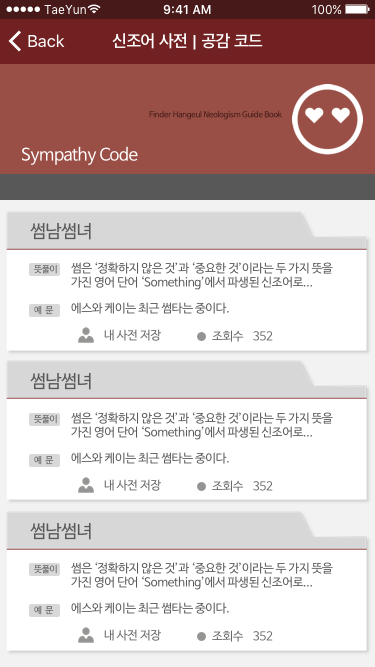 TaeYun 9:41 AM 100%
Back 신조어 사전 | 공감 코드
Finder Hangeul Neologism Guide Book
Sympathy Code
썸남썸녀
뜻풀이 썸은 ‘정확하지 않은 것’과 ‘중요한 것’이라는 두 가지 뜻을
가진 영어 단어 ‘Something’에서 파생된 신조어로...
예 문 에스와 케이는 최근 썸타는 중이다.
내 사전 저장 조회수 352
썸남썸녀
뜻풀이 썸은 ‘정확하지 않은 것’과 ‘중요한 것’이라는 두 가지 뜻을
가진 영어 단어 ‘Something’에서 파생된 신조어로...
예 문 에스와 케이는 최근 썸타는 중이다.
내 사전 저장 조회수 352
썸남썸녀
뜻풀이 썸은 ‘정확하지 않은 것’과 ‘중요한 것’이라는 두 가지 뜻을
가진 영어 단어 ‘Something’에서 파생된 신조어로...
예 문 에스와 케이는 최근 썸타는 중이다.
내 사전 저장 조회수 352